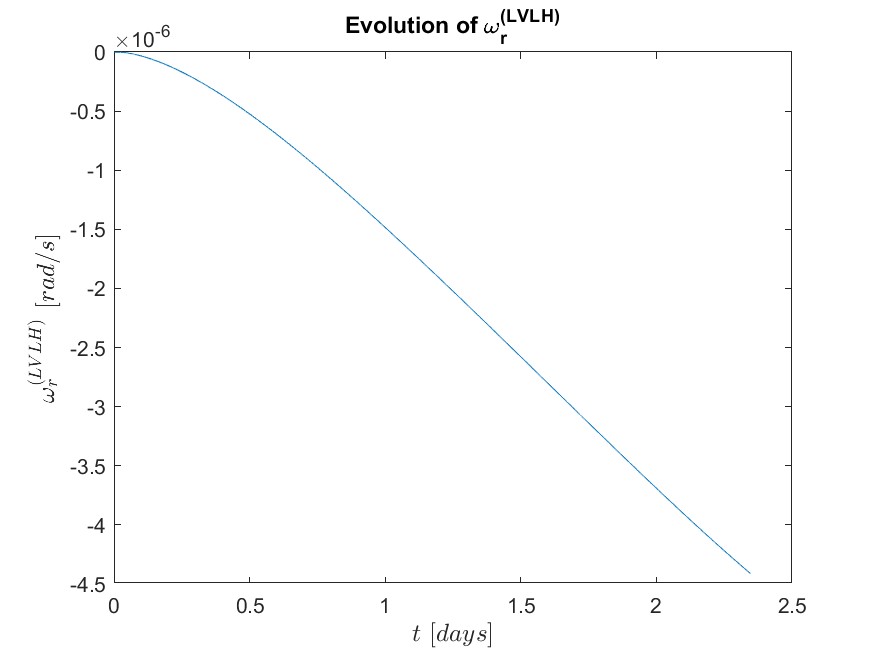 Evolution of ω_r^(LVLH)
×10^-6
0
-0.5
-1
-1.5
-2
-2.5
-3
-3.5
-4
-4.5
ω_r^(LVLH) [rad/s]
0 0.5 1 1.5 2 2.5
t [days]